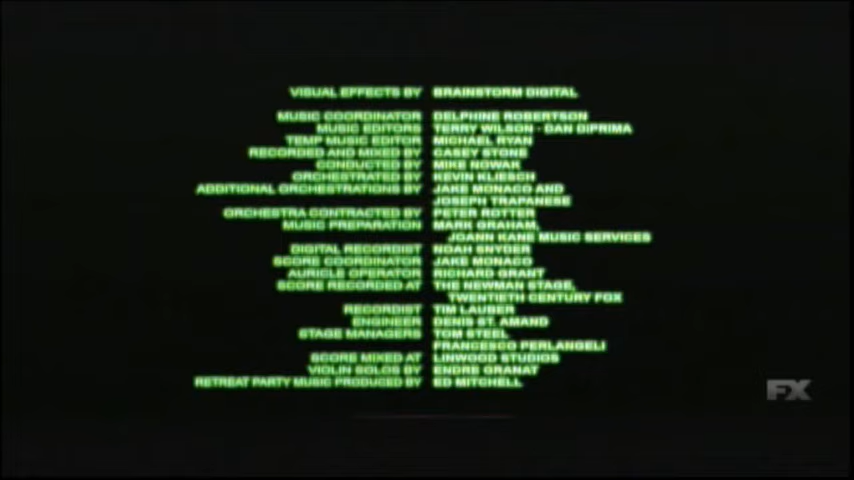 VISUAL EFFECTS BY BRAINSTORM DIGITAL
MUSIC COORDINATOR DELPHINE ROBERTSON
MUSIC EDITORS TERRY WILSON · DAN DIPRIMA
TEMP MUSIC EDITOR MICHAEL RYAN
RECORDED AND MIXED BY CASEY STONE
CONDUCTED BY MIKE NOWAK
ORCHESTRATED BY KEVIN KLIESCH
ADDITIONAL ORCHESTRATIONS BY JAKE MONACO AND
JOSEPH TRAPANESE
ORCHESTRA CONTRACTED BY PETER ROTTER
MUSIC PREPARATION MARK GRAHAM,
JOANN KANE MUSIC SERVICES
DIGITAL RECORDIST NOAH SNYDER
SCORE COORDINATOR JAKE MONACO
AURICLE OPERATOR RICHARD GRANT
SCORE RECORDED AT THE NEWMAN STAGE,
TWENTIETH CENTURY FOX
RECORDIST TIM LAUBER
ENGINEER DENIS ST. AMAND
STAGE MANAGERS TOM STEEL
FRANCESCO PERLANGELI
SCORE MIXED AT LINWOOD STUDIOS
VIOLIN SOLOS BY ENDRE GRANAT
RETREAT PARTY MUSIC PRODUCED BY ED MITCHELL
FX